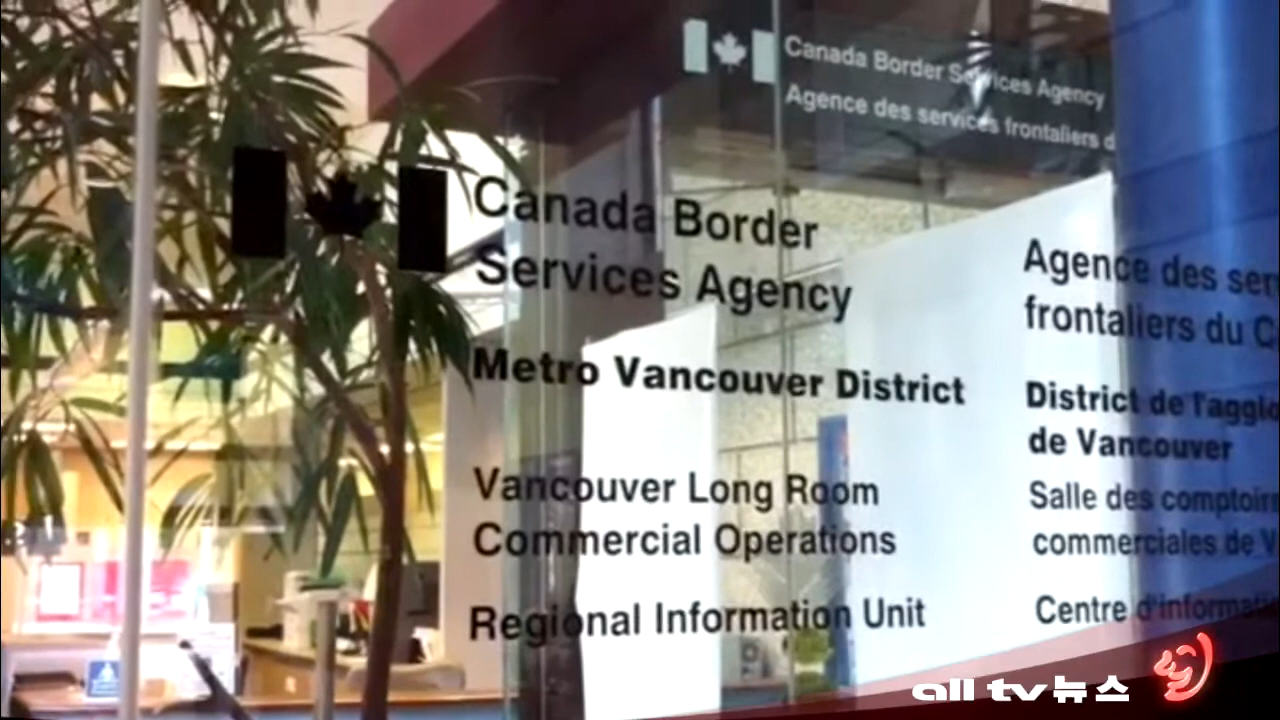 Canada Border Services Agency
Agence des services frontaliers d
Canada Border
Services Agency
Metro Vancouver District
Vancouver Long Room
Commercial Operations
Regional Information Unit
Agence des ser
frontaliers du C
District de l'agglo
de Vancouver
Salle des comptoirs
commerciales de V
Centre d'informati
all tv 뉴스